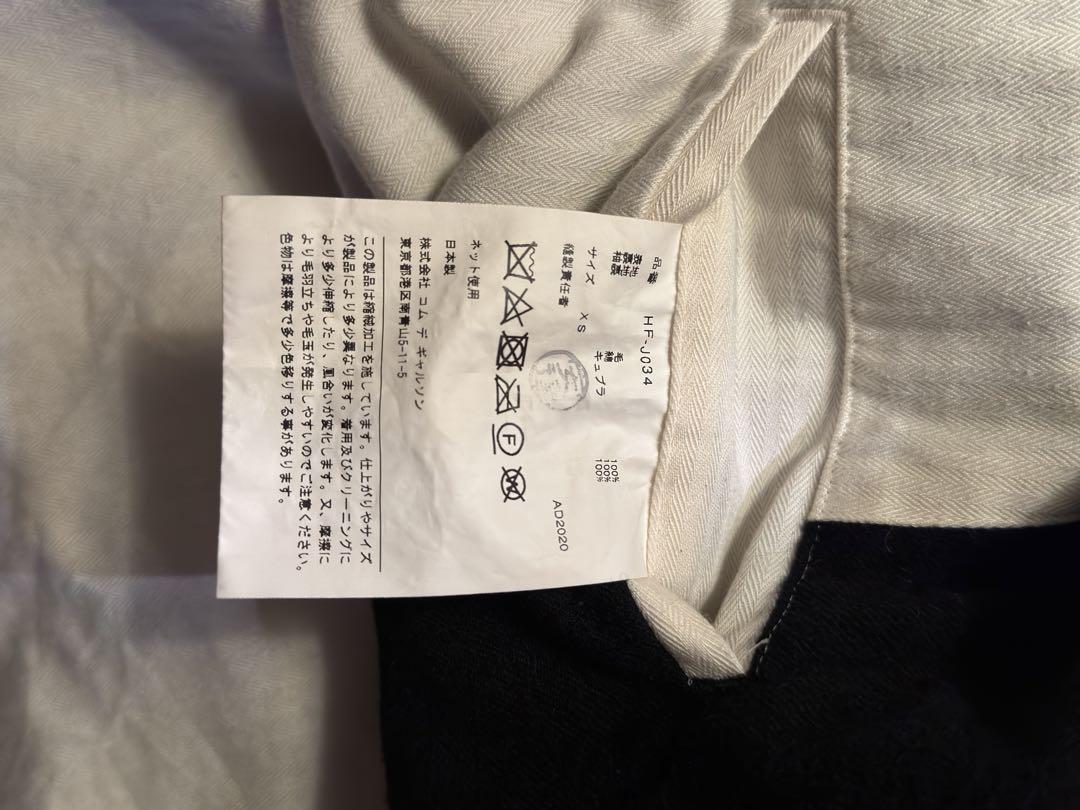 品番 HF-J034
表地 毛 100%
裏地 綿 100%
袖裏 キュプラ 100%
サイズ XS
縫製責任者
AD2020
ネット使用
日本製
株式会社 コム デ ギャルソン
東京都港区南青山5-11-5
この製品は縮絨加工を施しています。仕上がりやサイズ
が製品により多少異なります。着用及びクリーニングに
より多少伸縮したり、風合いが変化します。又、摩擦に
より毛羽立ちや毛玉が発生しやすいのでご注意ください。
色物は摩擦等で多少色移りする事があります。